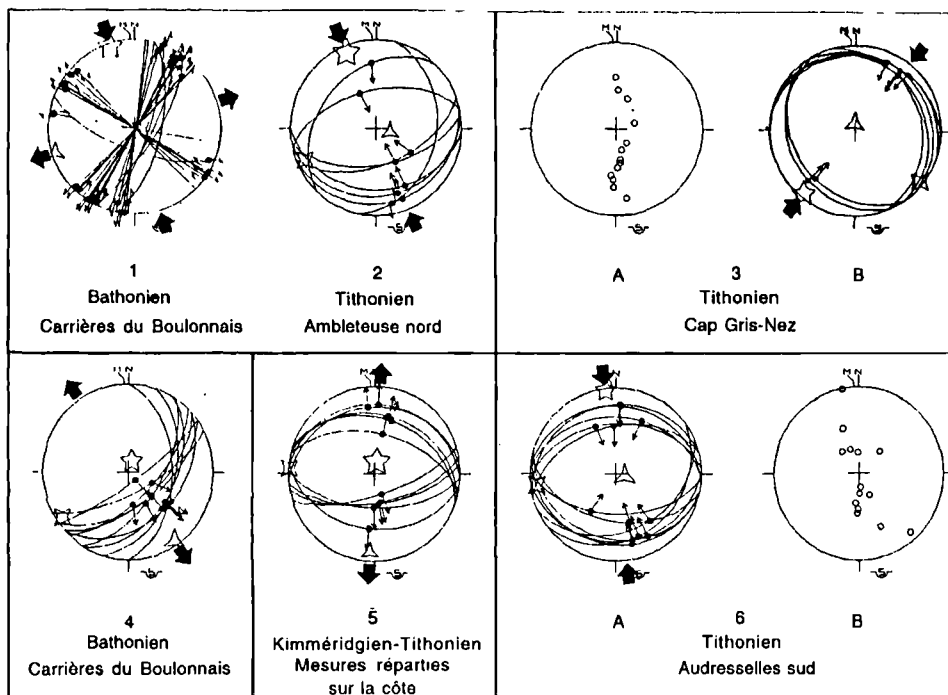 M N
1
Bathonien
Carrières du Boulonnais
M N
S
2
Tithonien
Ambleteuse nord
M N
A
S
M N
B
S
3
Tithonien
Cap Gris-Nez
M N
S
4
Bathonien
Carrières du Boulonnais
M
S
5
Kimméridgien-Tithonien
Mesures réparties
sur la côte
M N
A
S
M N
B
S
6
Tithonien
Audresselles sud